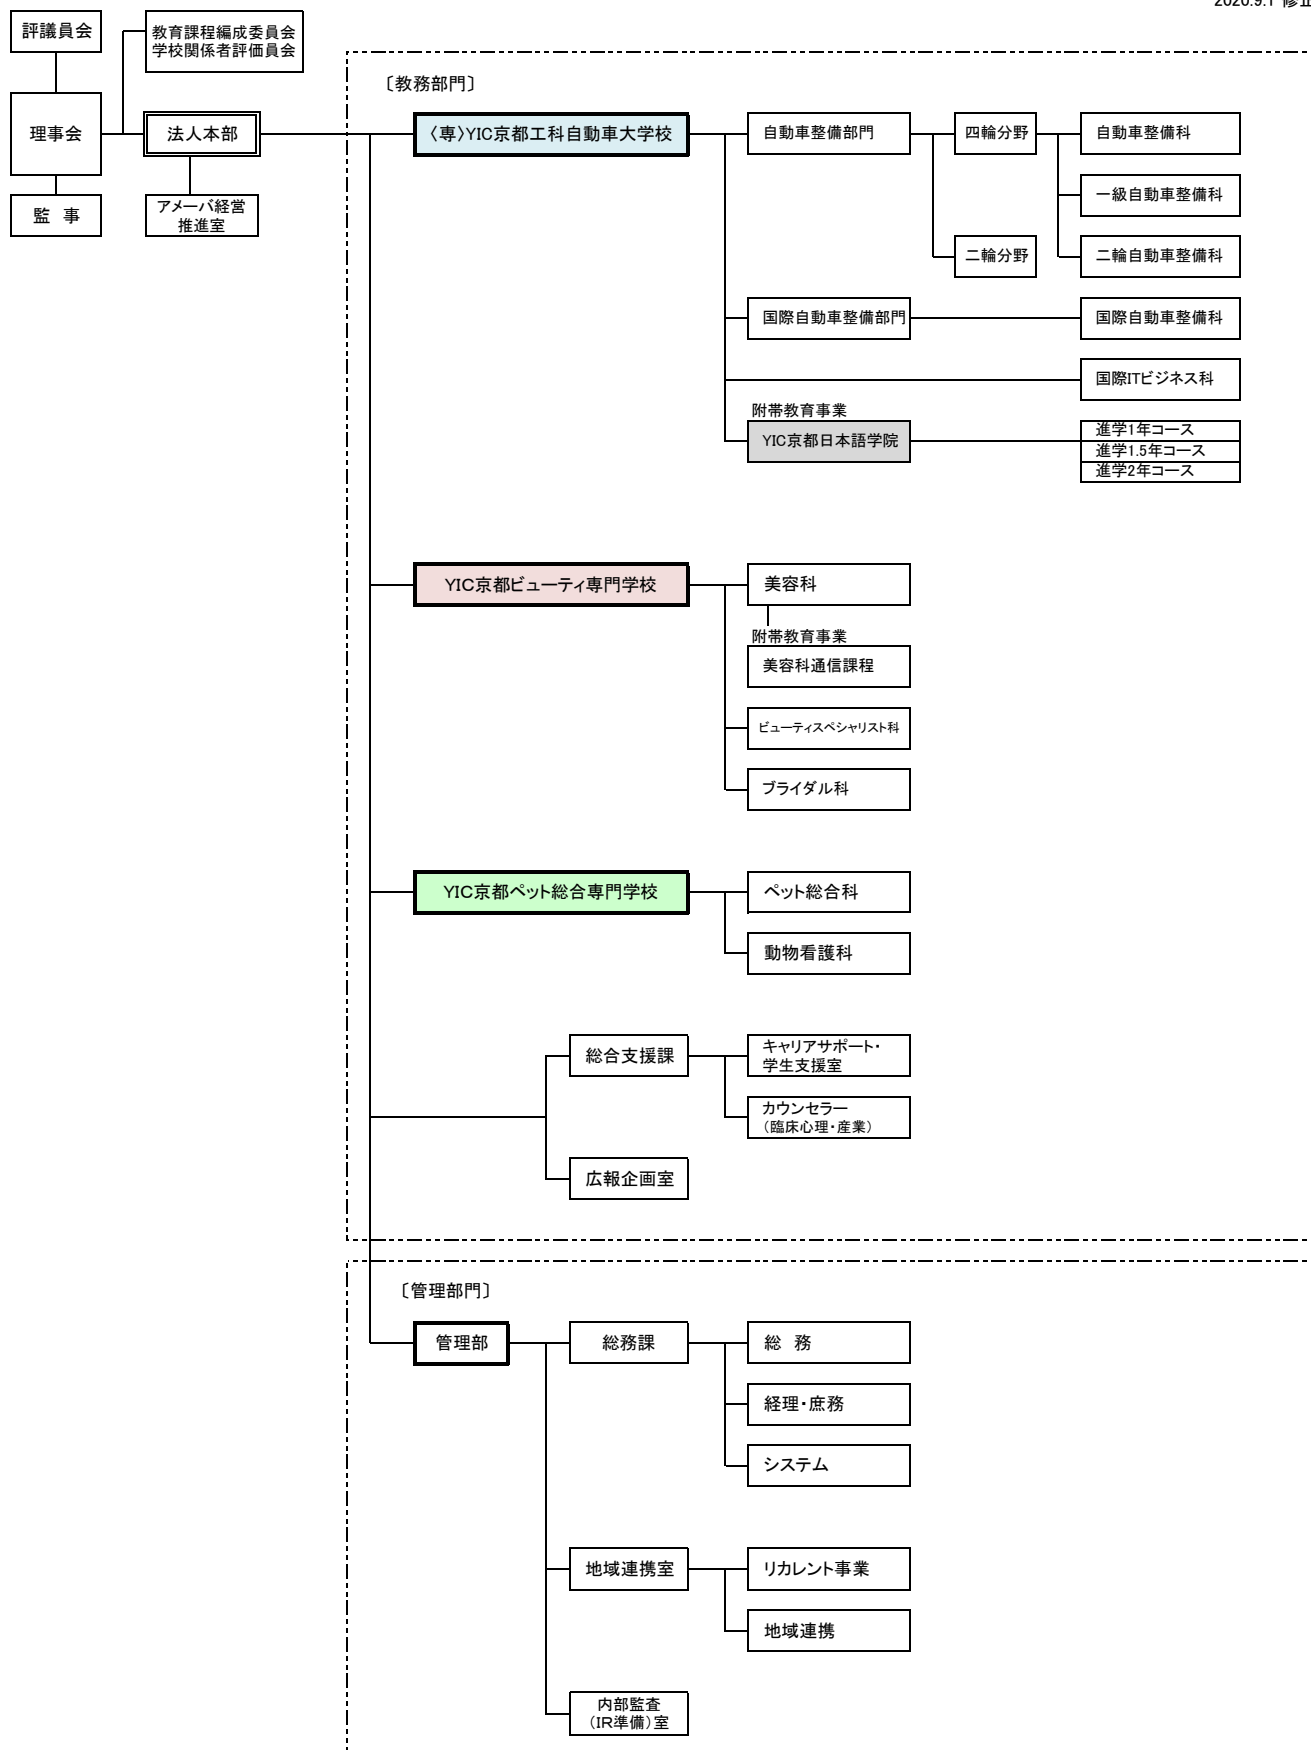 2020.9.1 修正
評議員会
教育課程編成委員会
学校関係者評価員会
〔教務部門〕
理事会
法人本部
〈専〉YIC京都工科自動車大学校
自動車整備部門
四輪分野
自動車整備科
監　事
アメーバ経営
推進室
一級自動車整備科
二輪分野
二輪自動車整備科
国際自動車整備部門
国際自動車整備科
国際ITビジネス科
附帯教育事業
YIC京都日本語学院
進学1年コース
進学1.5年コース
進学2年コース
YIC京都ビューティ専門学校
美容科
附帯教育事業
美容科通信課程
ビューティスペシャリスト科
ブライダル科
YIC京都ペット総合専門学校
ペット総合科
動物看護科
総合支援課
キャリアサポート・
学生支援室
カウンセラー
（臨床心理・産業）
広報企画室
〔管理部門〕
管理部
総務課
総　務
経理・庶務
システム
地域連携室
リカレント事業
地域連携
内部監査
（IR準備）室